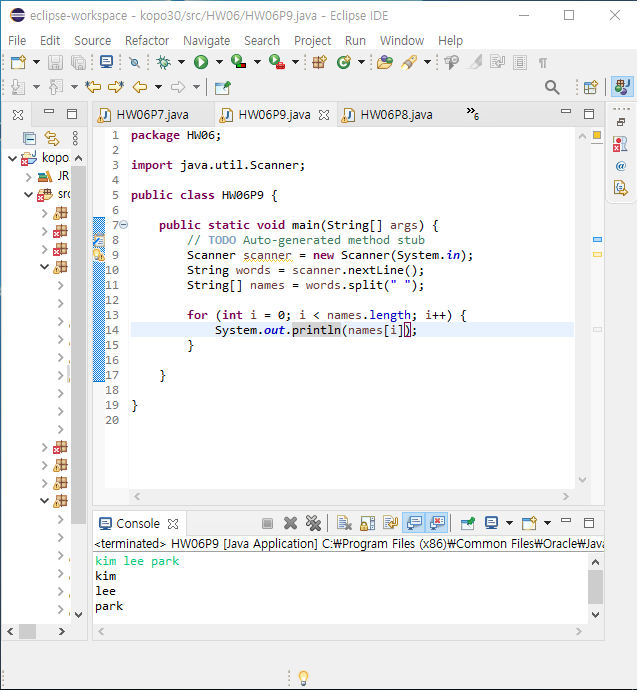 eclipse-workspace - kopo30/src/HW06/HW06P9.java - Eclipse IDE
File Edit Source Refactor Navigate Search Project Run Window Help
HW06P7.java HW06P9.java HW06P8.java »6
kopo
JR
src
1 package HW06;
2
3 import java.util.Scanner;
4
5 public class HW06P9 {
6
7 public static void main(String[] args) {
8 // TODO Auto-generated method stub
9 Scanner scanner = new Scanner(System.in);
10 String words = scanner.nextLine();
11 String[] names = words.split(" ");
12
13 for (int i = 0; i < names.length; i++) {
14 System.out.println(names[i]);
15 }
16
17 }
18
19 }
20
Console
<terminated> HW06P9 [Java Application] C:₩Program Files (x86)₩Common Files₩Oracle₩Java
kim lee park
kim
lee
park